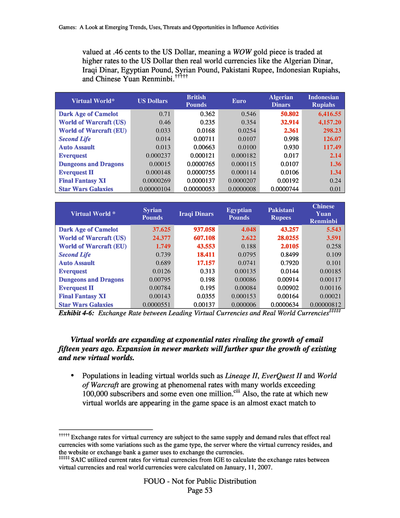 Games: A Look at Emerging Trends, Uses, Threats and Opportunities in Influence Activities
valued at .46 cents to the US Dollar, meaning a WOW gold piece is traded at
higher rates to the US Dollar then real world currencies like the Algerian Dinar,
Iraqi Dinar, Egyptian Pound, Syrian Pound, Pakistani Rupee, Indonesian Rupiahs,
and Chinese Yuan Renminbi.†††††
Virtual World* US Dollars British Pounds Euro Algerian Dinars Indonesian Rupiahs
Dark Age of Camelot 0.71 0.362 0.546 50.802 6,416.55
World of Warcraft (US) 0.46 0.235 0.354 32.914 4,157.20
World of Warcraft (EU) 0.033 0.0168 0.0254 2.361 298.23
Second Life 0.014 0.00711 0.0107 0.998 126.07
Auto Assault 0.013 0.00663 0.0100 0.930 117.49
Everquest 0.000237 0.000121 0.000182 0.017 2.14
Dungeons and Dragons 0.00015 0.0000765 0.000115 0.0107 1.36
Everquest II 0.000148 0.0000755 0.000114 0.0106 1.34
Final Fantasy XI 0.0000269 0.0000137 0.0000207 0.00192 0.24
Star Wars Galaxies 0.00000104 0.00000053 0.0000008 0.0000744 0.01
Virtual World * Syrian Pounds Iraqi Dinars Egyptian Pounds Pakistani Rupees Chinese Yuan Renminbi
Dark Age of Camelot 37.625 937.058 4.048 43.257 5.543
World of Warcraft (US) 24.377 607.108 2.622 28.0255 3.591
World of Warcraft (EU) 1.749 43.553 0.188 2.0105 0.258
Second Life 0.739 18.411 0.0795 0.8499 0.109
Auto Assault 0.689 17.157 0.0741 0.7920 0.101
Everquest 0.0126 0.313 0.00135 0.0144 0.00185
Dungeons and Dragons 0.00795 0.198 0.00086 0.00914 0.00117
Everquest II 0.00784 0.195 0.00084 0.00902 0.00116
Final Fantasy XI 0.00143 0.0355 0.000153 0.00164 0.00021
Star Wars Galaxies 0.0000551 0.00137 0.000006 0.0000634 0.00000812
Exhibit 4-6: Exchange Rate between Leading Virtual Currencies and Real World Currencies‡‡‡‡‡
Virtual worlds are expanding at exponential rates rivaling the growth of email
fifteen years ago. Expansion in newer markets will further spur the growth of existing
and new virtual worlds.
▪ Populations in leading virtual worlds such as Lineage II, EverQuest II and World
of Warcraft are growing at phenomenal rates with many worlds exceeding
100,000 subscribers and some even one million. Also, the rate at which new
virtual worlds are appearing in the game space is an almost exact match to
††††† Exchange rates for virtual currency are subject to the same supply and demand rules that effect real
currencies with some variations such as the game type, the server where the virtual currency resides, and
the website or exchange bank a gamer uses to exchange the currencies.
‡‡‡‡‡ SAIC utilized current rates for virtual currencies from IGE to calculate the exchange rates between
virtual currencies and real world currencies were calculated on January, 11, 2007.
FOUO - Not for Public Distribution
Page 53